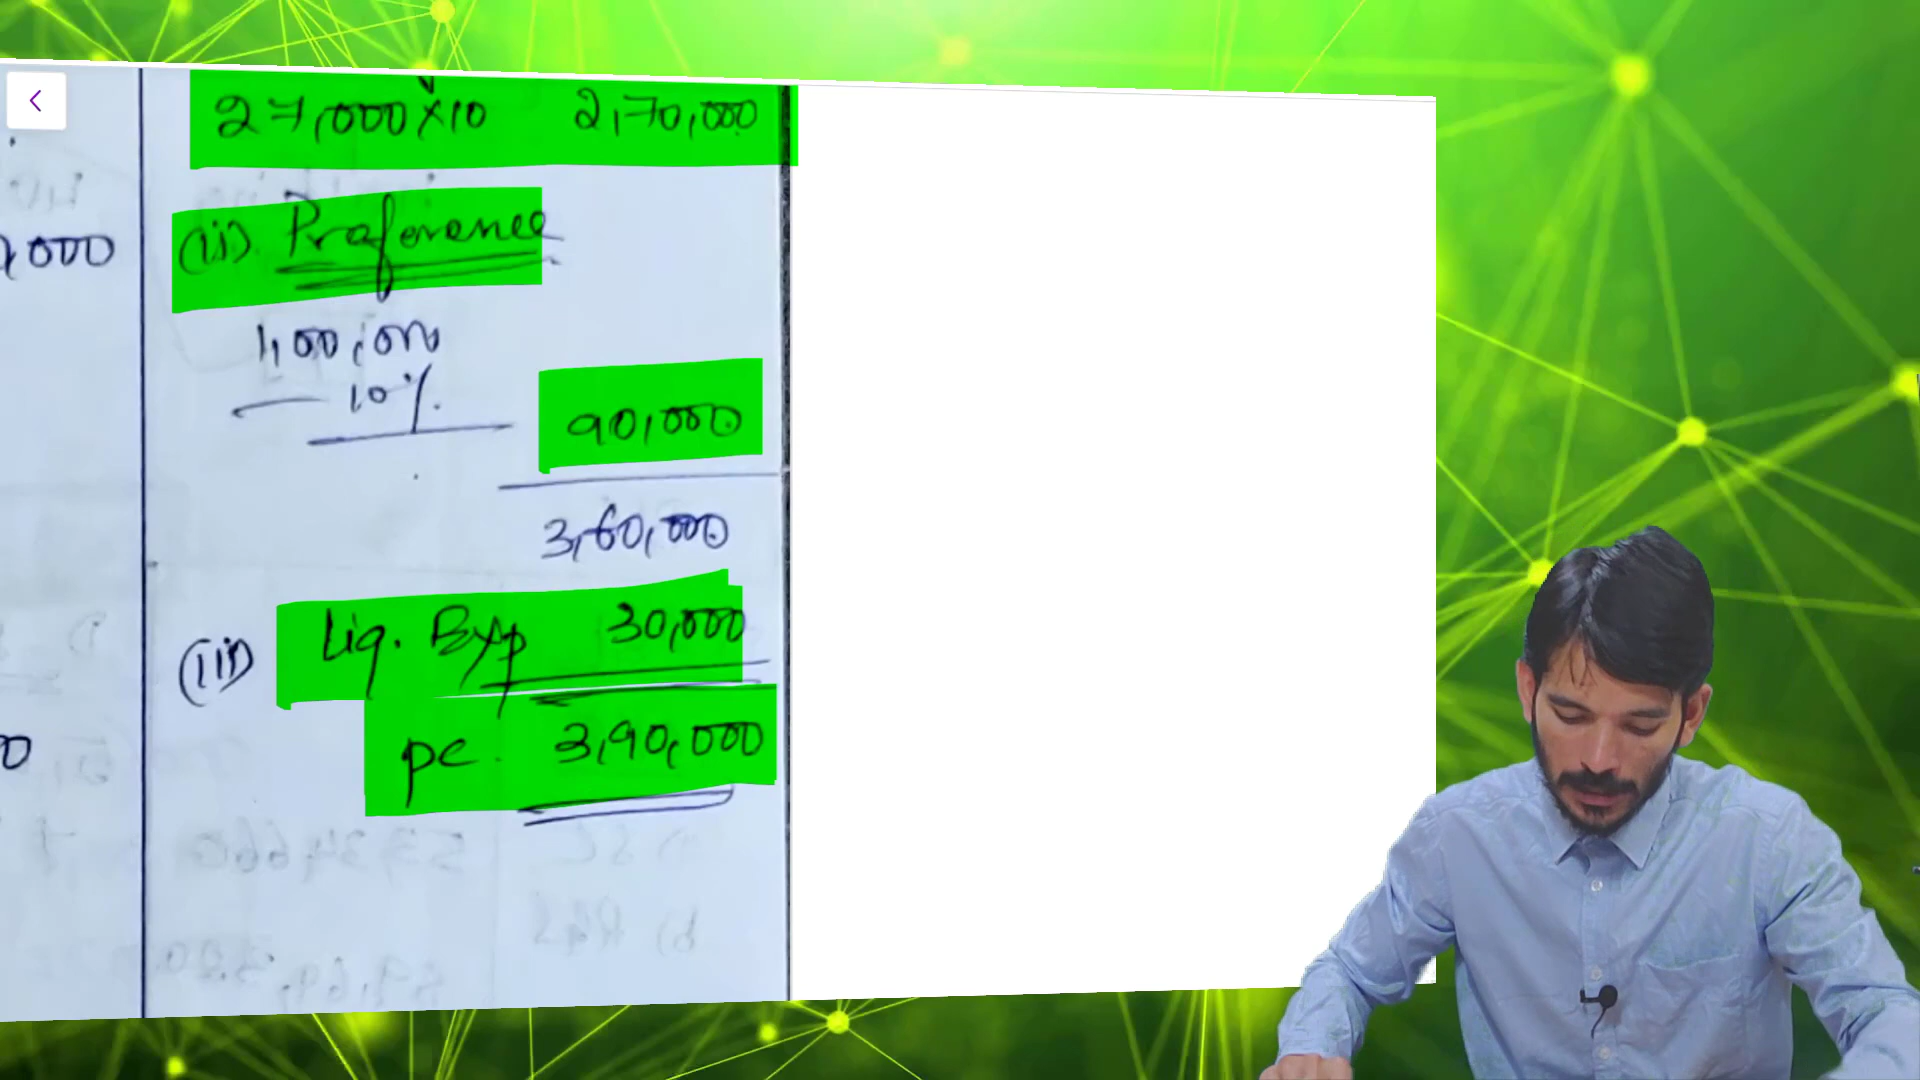 27,000 x 10 2,70,000
,000
(ii). Preference
1,00,000
— 10%.
90,000
3,60,000
(iii) Liq. Exp 30,000
pc. 3,90,000